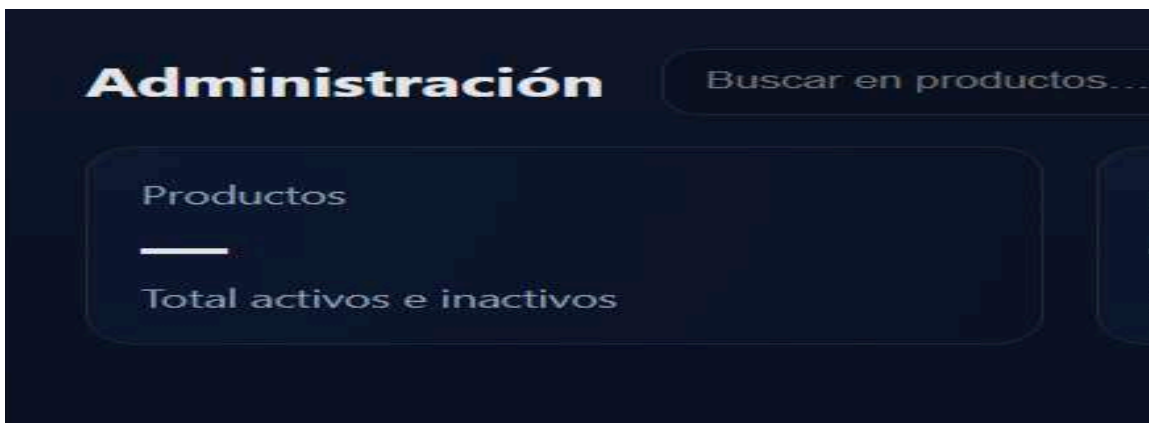 Administración
Buscar en productos...
Productos
—
Total activos e inactivos